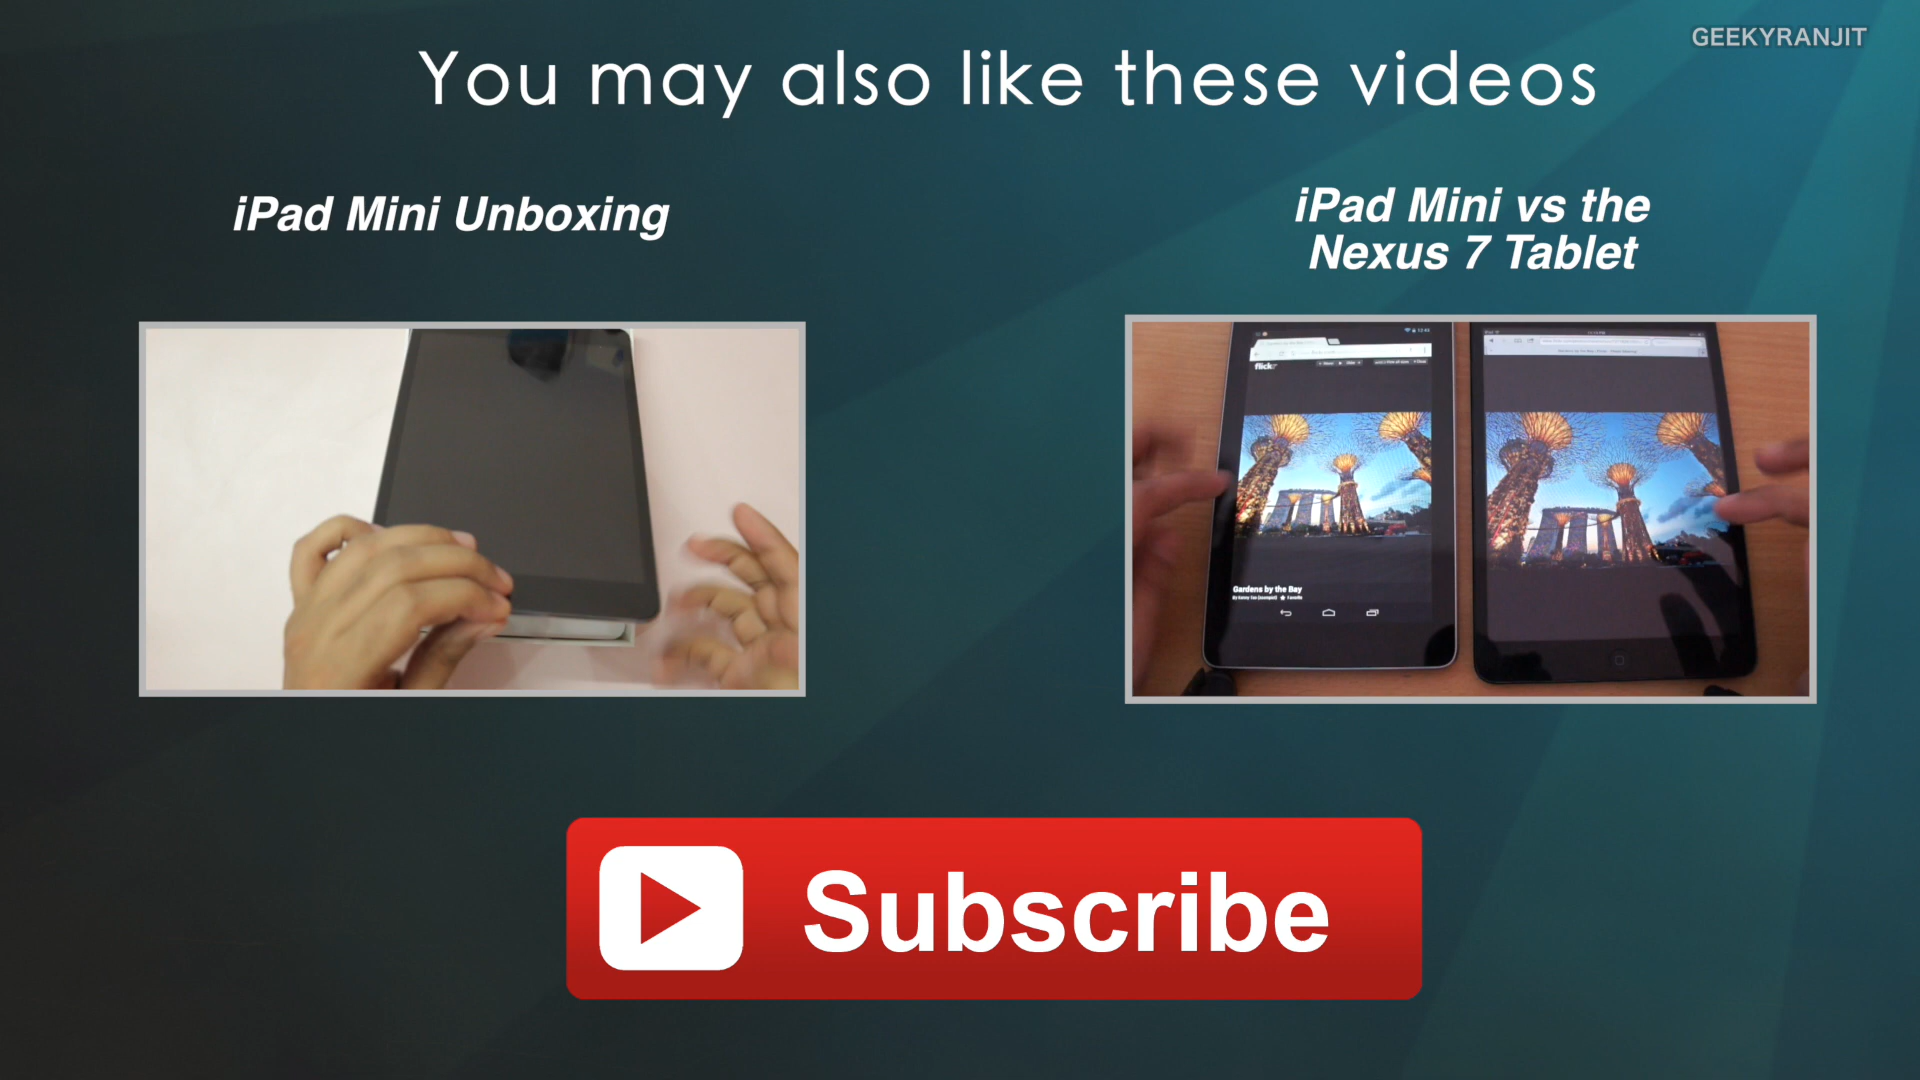 GEEKYRANJIT
You may also like these videos
iPad Mini Unboxing
iPad Mini vs the
Nexus 7 Tablet
flickr
Gardens by the Bay
Subscribe